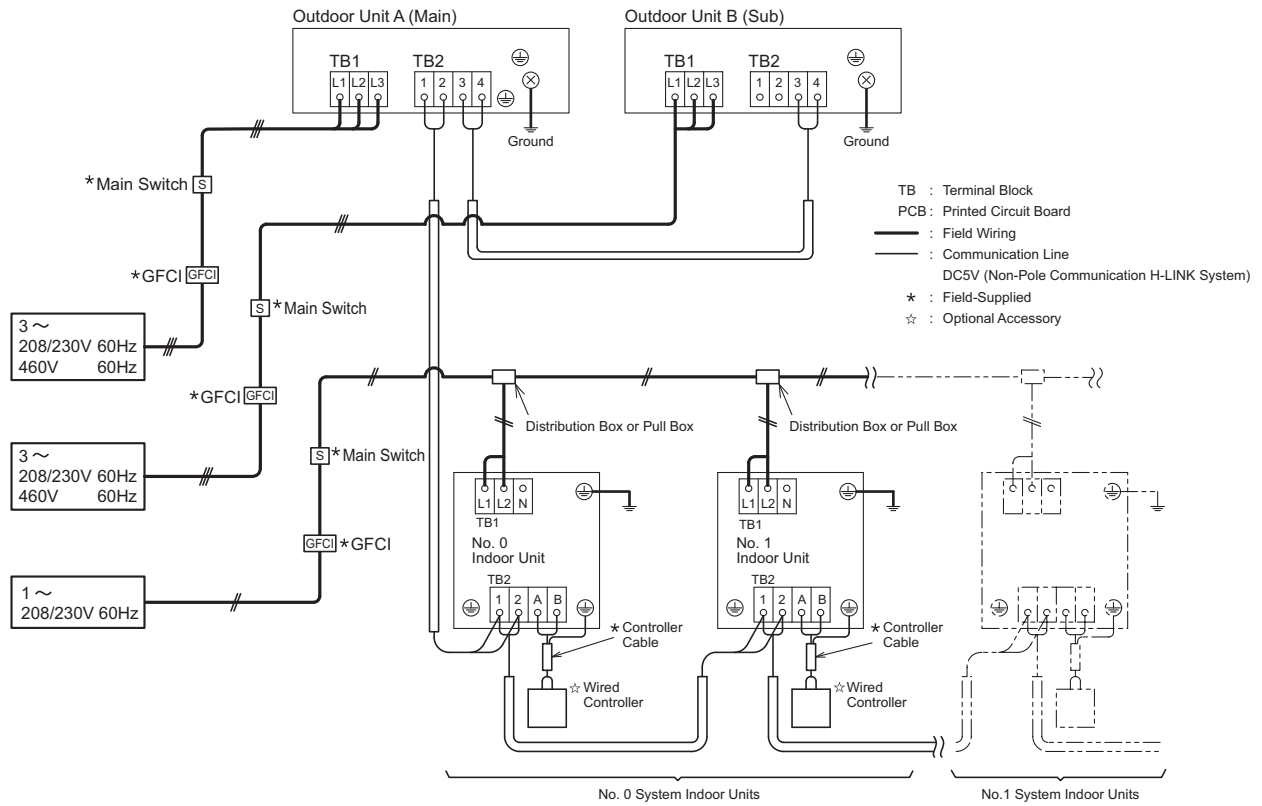 Outdoor Unit A (Main)
Outdoor Unit B (Sub)
TB1
TB2
L1 L2 L3
1 2 3 4
Ground
TB1
TB2
L1 L2 L3
1 2 3 4
Ground
*Main Switch
S
*GFCI
GFCI
3～
208/230V 60Hz
460V 60Hz
S
*Main Switch
*GFCI
GFCI
3～
208/230V 60Hz
460V 60Hz
S
*Main Switch
GFCI
*GFCI
1～
208/230V 60Hz
TB : Terminal Block
PCB : Printed Circuit Board
: Field Wiring
: Communication Line
DC5V (Non-Pole Communication H-LINK System)
* : Field-Supplied
☆ : Optional Accessory
Distribution Box or Pull Box
Distribution Box or Pull Box
L1 L2 N
TB1
No. 0
Indoor Unit
TB2
1 2 A B
*Controller
Cable
☆Wired
Controller
L1 L2 N
TB1
No. 1
Indoor Unit
TB2
1 2 A B
*Controller
Cable
☆Wired
Controller
No. 0 System Indoor Units
No.1 System Indoor Units